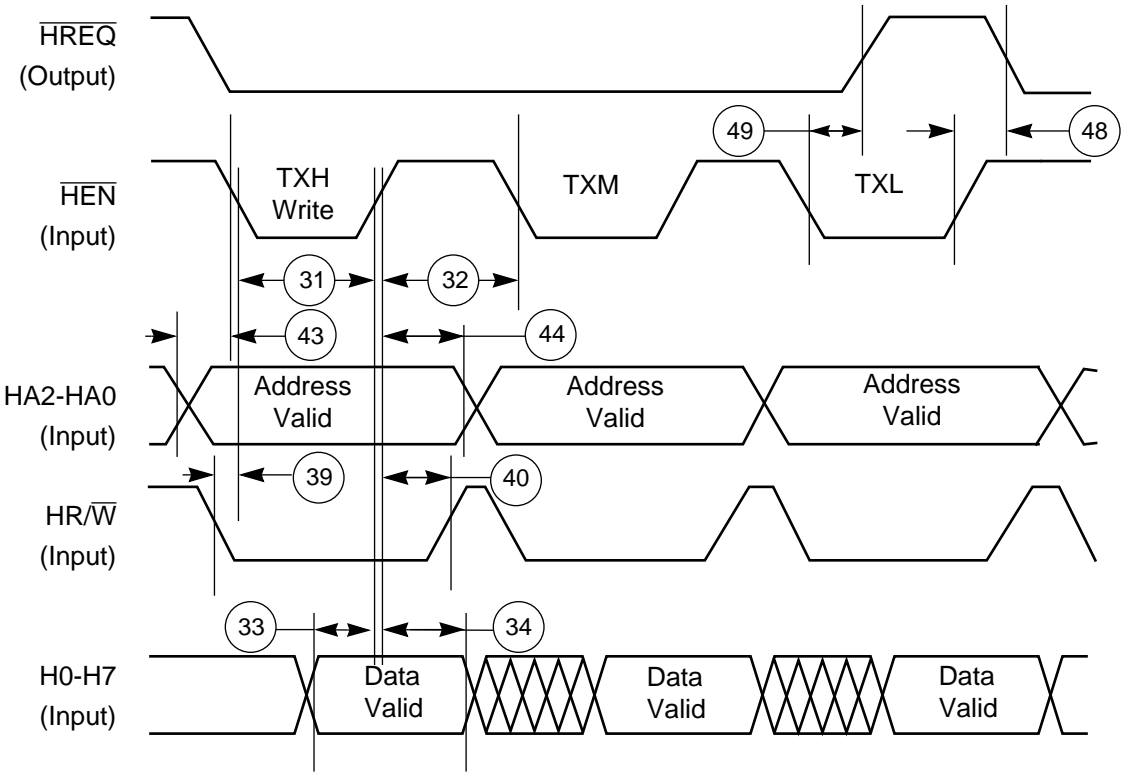 HREQ
(Output)
49
48
HEN
(Input)
TXH
Write
TXM
TXL
31
32
43
44
HA2-HA0
(Input)
Address
Valid
Address
Valid
Address
Valid
39
40
HR/W
(Input)
33
34
H0-H7
(Input)
Data
Valid
Data
Valid
Data
Valid